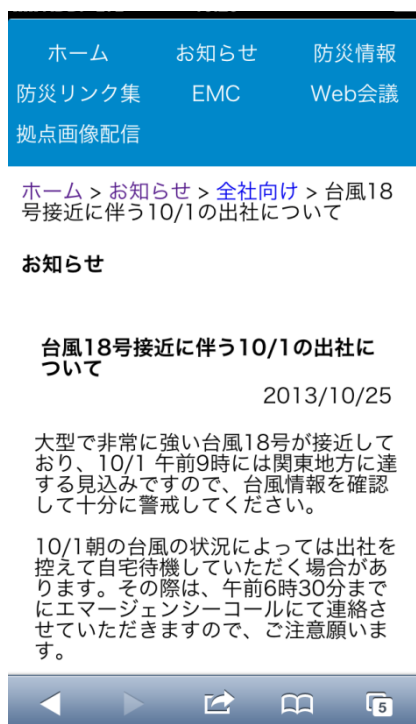 ホーム お知らせ 防災情報
防災リンク集 EMC Web会議
拠点画像配信
ホーム > お知らせ > 全社向け > 台風18
号接近に伴う10/1の出社について
お知らせ
台風18号接近に伴う10/1の出社に
ついて
2013/10/25
大型で非常に強い台風18号が接近して
おり、10/1 午前9時には関東地方に達
する見込みですので、台風情報を確認
して十分に警戒してください。
10/1朝の台風の状況によっては出社を
控えて自宅待機していただく場合があ
ります。その際は、午前6時30分まで
にエマージェンシーコールにて連絡さ
せていただきますので、ご注意願いま
す。
5